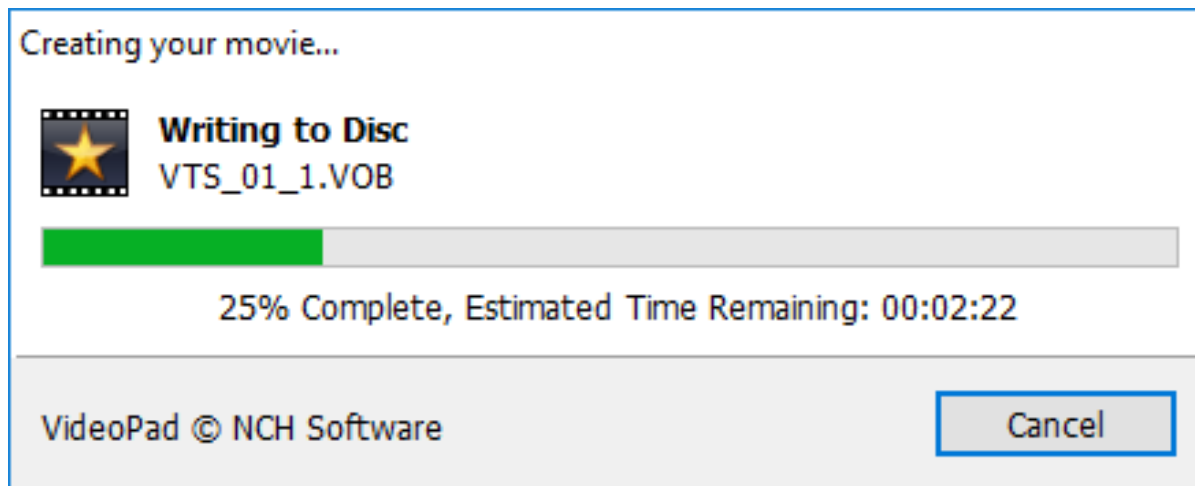 Creating your movie...
Writing to Disc
VTS_01_1.VOB
25% Complete, Estimated Time Remaining: 00:02:22
VideoPad © NCH Software
Cancel